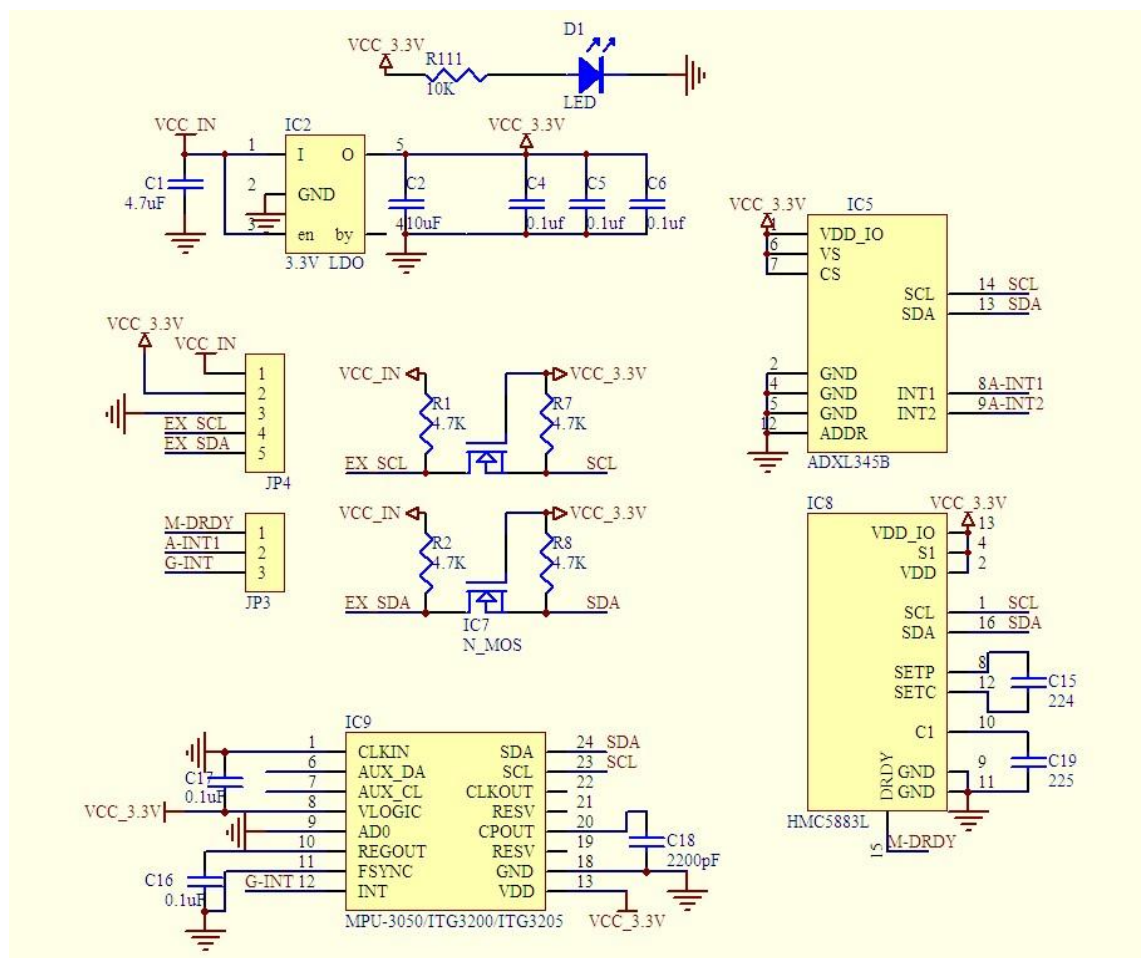 D1
VCC_3.3V
R111
10K
LED
VCC_IN
IC2
VCC_3.3V
1
I
O
5
C1
4.7uF
2
GND
C2
10uF
C4
0.1uf
C5
0.1uf
C6
0.1uf
3
en
by
4
3.3V LDO
VCC_3.3V
IC5
1
VDD_IO
6
VS
7
CS
SCL
14
SCL
SDA
13
SDA
2
GND
4
GND
5
GND
12
ADDR
INT1
8
A-INT1
INT2
9
A-INT2
ADXL345B
VCC_3.3V
VCC_IN
1
2
3
EX_SCL
4
EX_SDA
5
JP4
M-DRDY
1
A-INT1
2
G-INT
3
JP3
VCC_IN
VCC_3.3V
R1
4.7K
R7
4.7K
EX_SCL
SCL
VCC_IN
VCC_3.3V
R2
4.7K
R8
4.7K
EX_SDA
SDA
IC7
N_MOS
IC8
VCC_3.3V
VDD_IO
13
S1
4
VDD
2
SCL
1
SCL
SDA
16
SDA
SETP
8
SETC
12
C15
224
C1
10
C19
225
GND
9
GND
11
DRDY
HMC5883L
15
M-DRDY
IC9
1
CLKIN
6
AUX_DA
7
AUX_CL
8
VLOGIC
9
AD0
10
REGOUT
11
FSYNC
G-INT
12
INT
C17
0.1uF
VCC_3.3V
C16
0.1uF
SDA
24
SDA
SCL
23
SCL
CLKOUT
22
RESV
21
CPOUT
20
RESV
19
GND
18
VDD
13
C18
2200pF
VCC_3.3V
MPU-3050/ITG3200/ITG3205